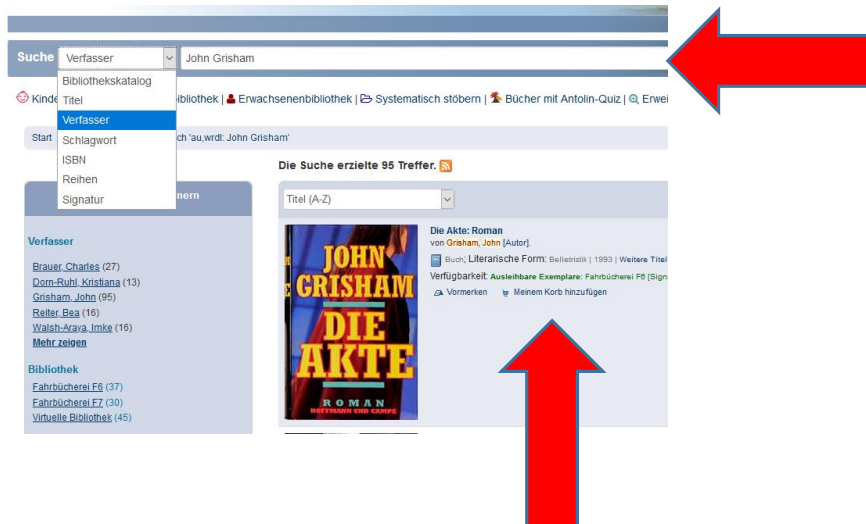 Suche Verfasser John Grisham
Bibliothekskatalog
Titel
Verfasser
Schlagwort
ISBN
Reihen
Signatur
Kinde ibliothek | Erwachsenenbibliothek | Systematisch stöbern | Bücher mit Antolin-Quiz | Erwei
Start ch 'au,wrdl: John Grisham'
Die Suche erzielte 95 Treffer.
nern
Titel (A-Z)
Verfasser
Brauer, Charles (27)
Dorn-Ruhl, Kristiana (13)
Grisham, John (95)
Reiter, Bea (16)
Walsh-Araya, Imke (16)
Mehr zeigen
Bibliothek
Fahrbücherei F6 (37)
Fahrbücherei F7 (30)
Virtuelle Bibliothek (45)
JOHN
GRISHAM
DIE
AKTE
ROMAN
HOFFMANN UND CAMPE
Die Akte: Roman
von Grisham, John [Autor].
Buch; Literarische Form: Belletristik | 1993 | Weitere Titel
Verfügbarkeit: Ausleihbare Exemplare: Fahrbücherei F6 [Sign
Vormerken Meinem Korb hinzufügen